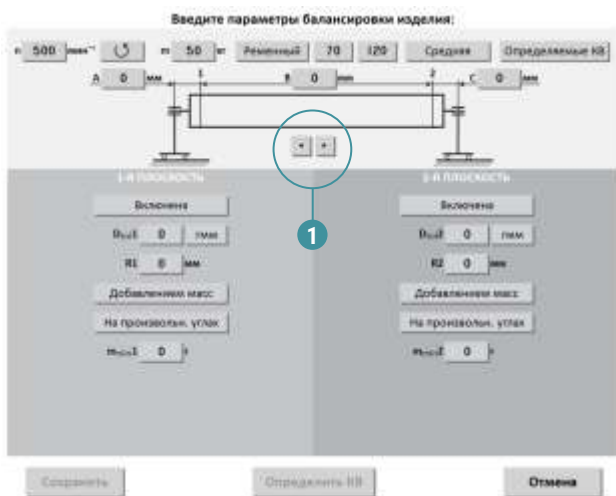 Введите параметры балансировки изделия:
n 500 мин⁻¹ m 50 кг Ременный 70 120 Средняя Определяемые КВ
A 0 мм 1 B 0 mm 2 C 0 мм
1
1-я плоскость 2-я плоскость
Включена Включена
0 гмм 0 гмм
R1 0 мм R2 0 мм
Добавлением масс Добавлением масс
На произвольн. углах На произвольн. углах
0 г 0 г
Сохранить Определить КВ Отмена